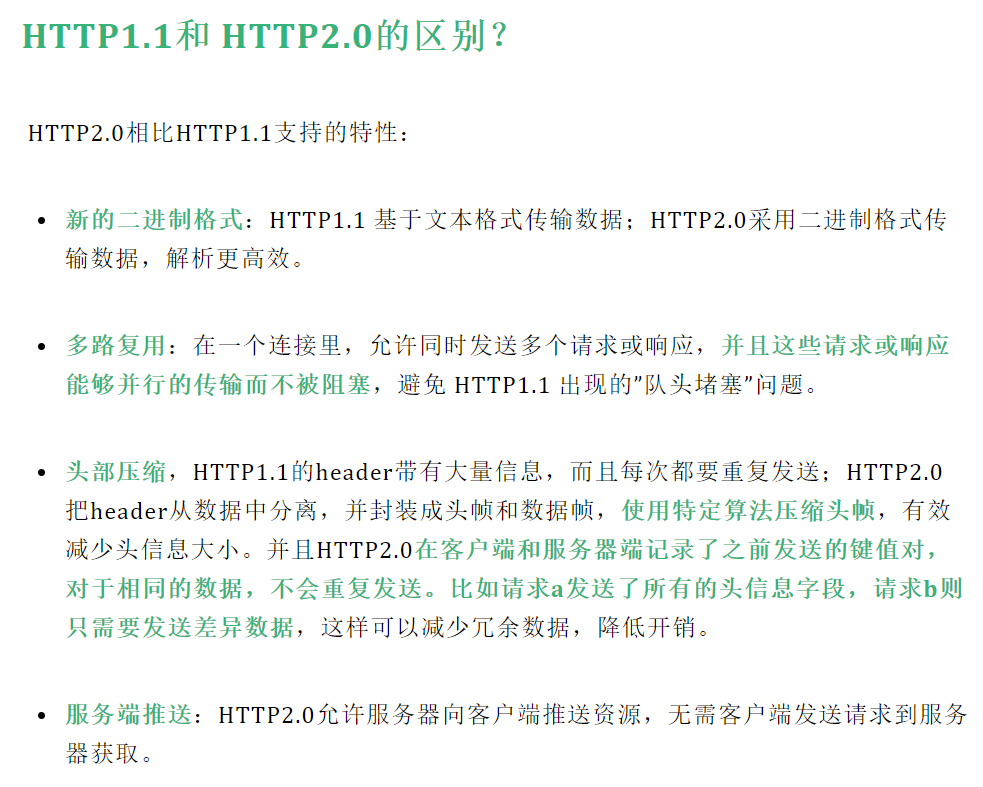 HTTP1.1和 HTTP2.0的区别?
HTTP2.0相比HTTP1.1支持的特性：
• 新的二进制格式：HTTP1.1 基于文本格式传输数据；HTTP2.0采用二进制格式传
输数据，解析更高效。
• 多路复用：在一个连接里，允许同时发送多个请求或响应，并且这些请求或响应
能够并行的传输而不被阻塞，避免 HTTP1.1 出现的”队头堵塞”问题。
• 头部压缩，HTTP1.1的header带有大量信息，而且每次都要重复发送；HTTP2.0
把header从数据中分离，并封装成头帧和数据帧，使用特定算法压缩头帧，有效
减少头信息大小。并且HTTP2.0在客户端和服务器端记录了之前发送的键值对，
对于相同的数据，不会重复发送。比如请求a发送了所有的头信息字段，请求b则
只需要发送差异数据，这样可以减少冗余数据，降低开销。
• 服务端推送：HTTP2.0允许服务器向客户端推送资源，无需客户端发送请求到服务
器获取。